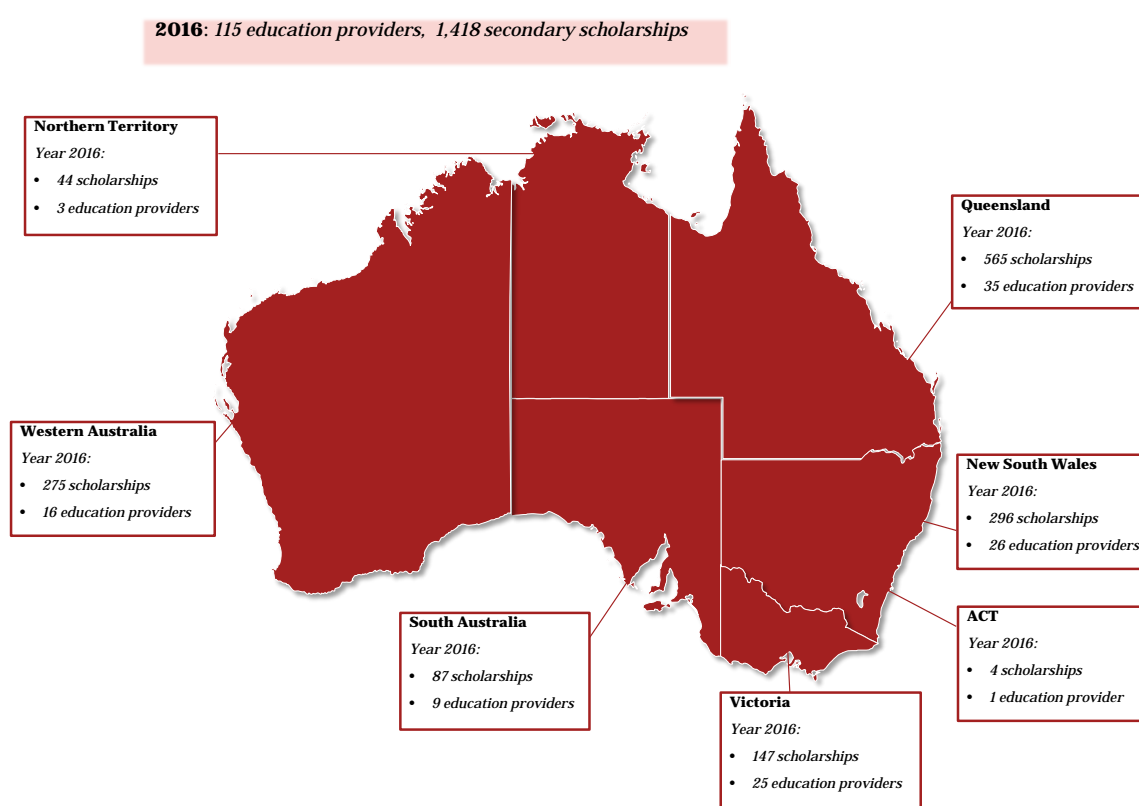 2016: 115 education providers, 1,418 secondary scholarships
Northern Territory
Year 2016:
• 44 scholarships
• 3 education providers
Queensland
Year 2016:
• 565 scholarships
• 35 education providers
Western Australia
Year 2016:
• 275 scholarships
• 16 education providers
New South Wales
Year 2016:
• 296 scholarships
• 26 education providers
South Australia
Year 2016:
• 87 scholarships
• 9 education providers
ACT
Year 2016:
• 4 scholarships
• 1 education provider
Victoria
Year 2016:
• 147 scholarships
• 25 education providers